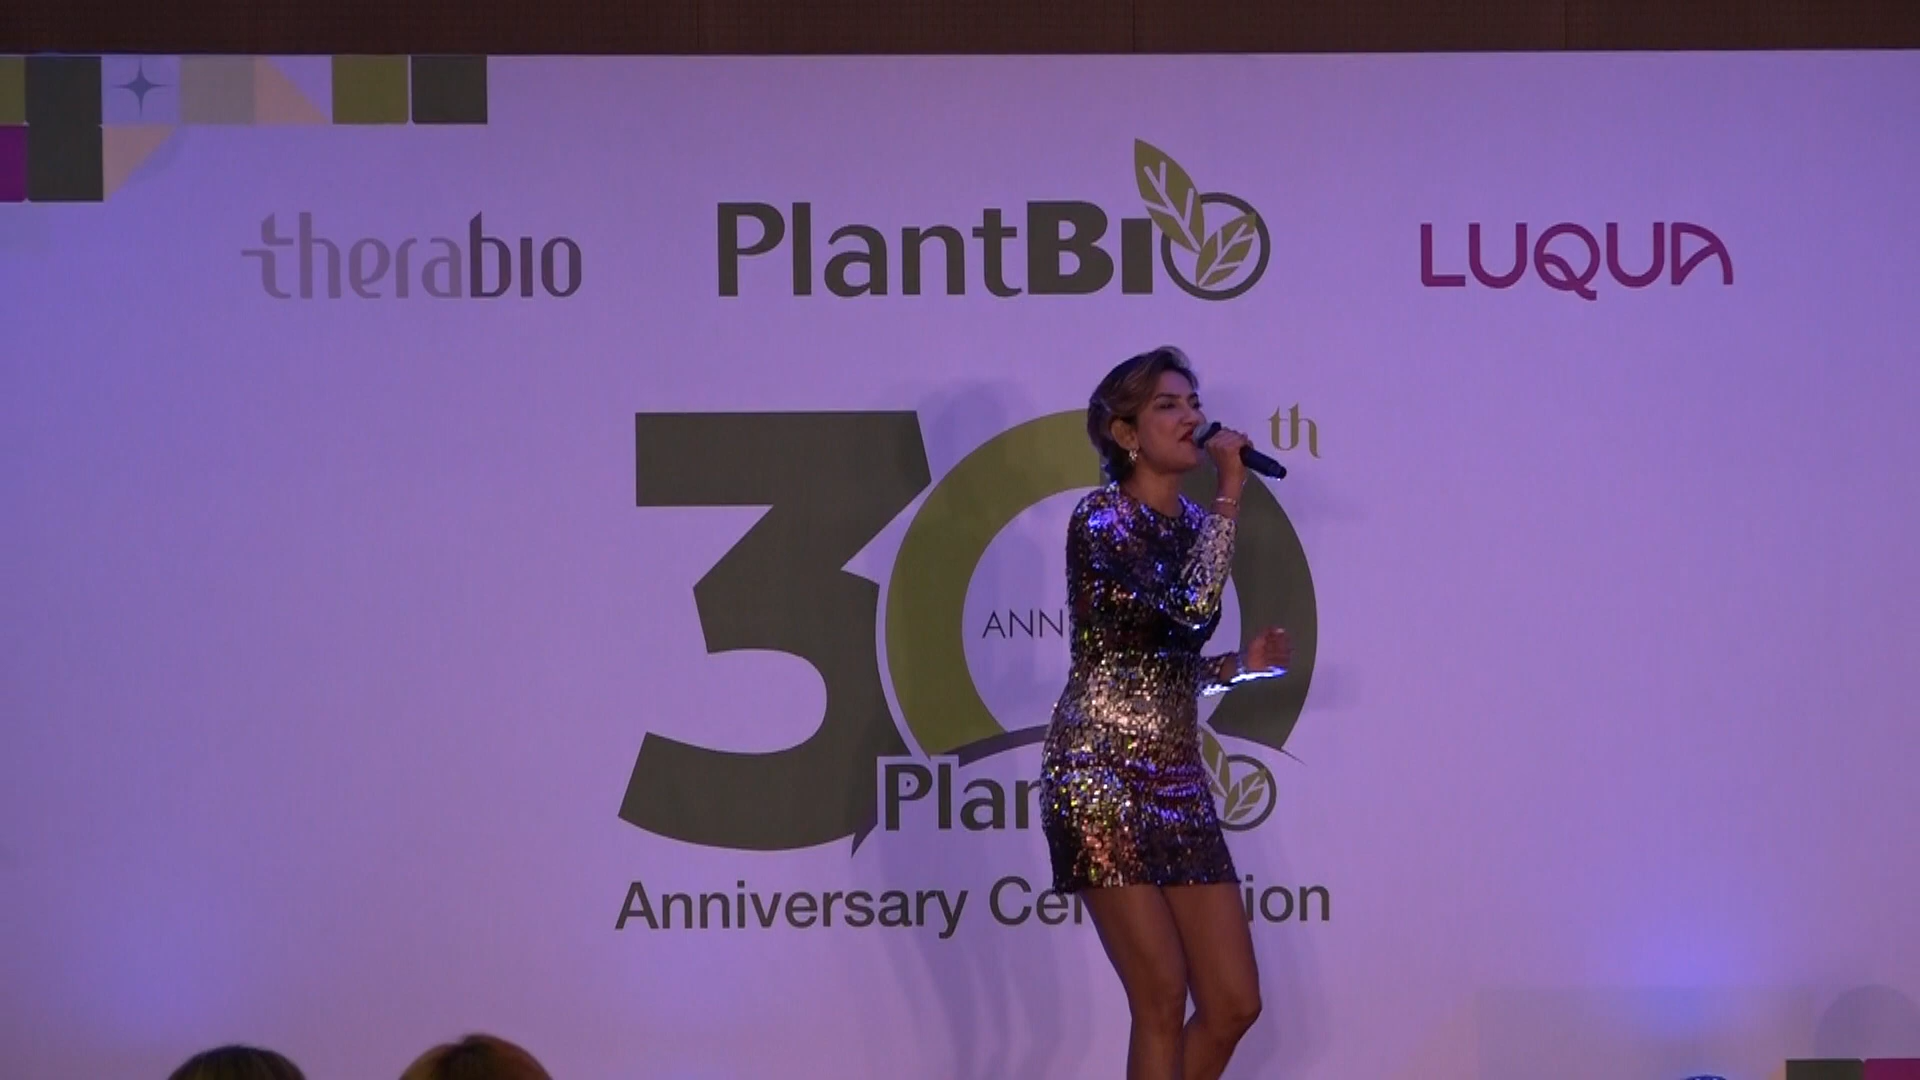 therabio
PlantBio
LUQUA
30th
ANN
Plan
Anniversary Cel ion